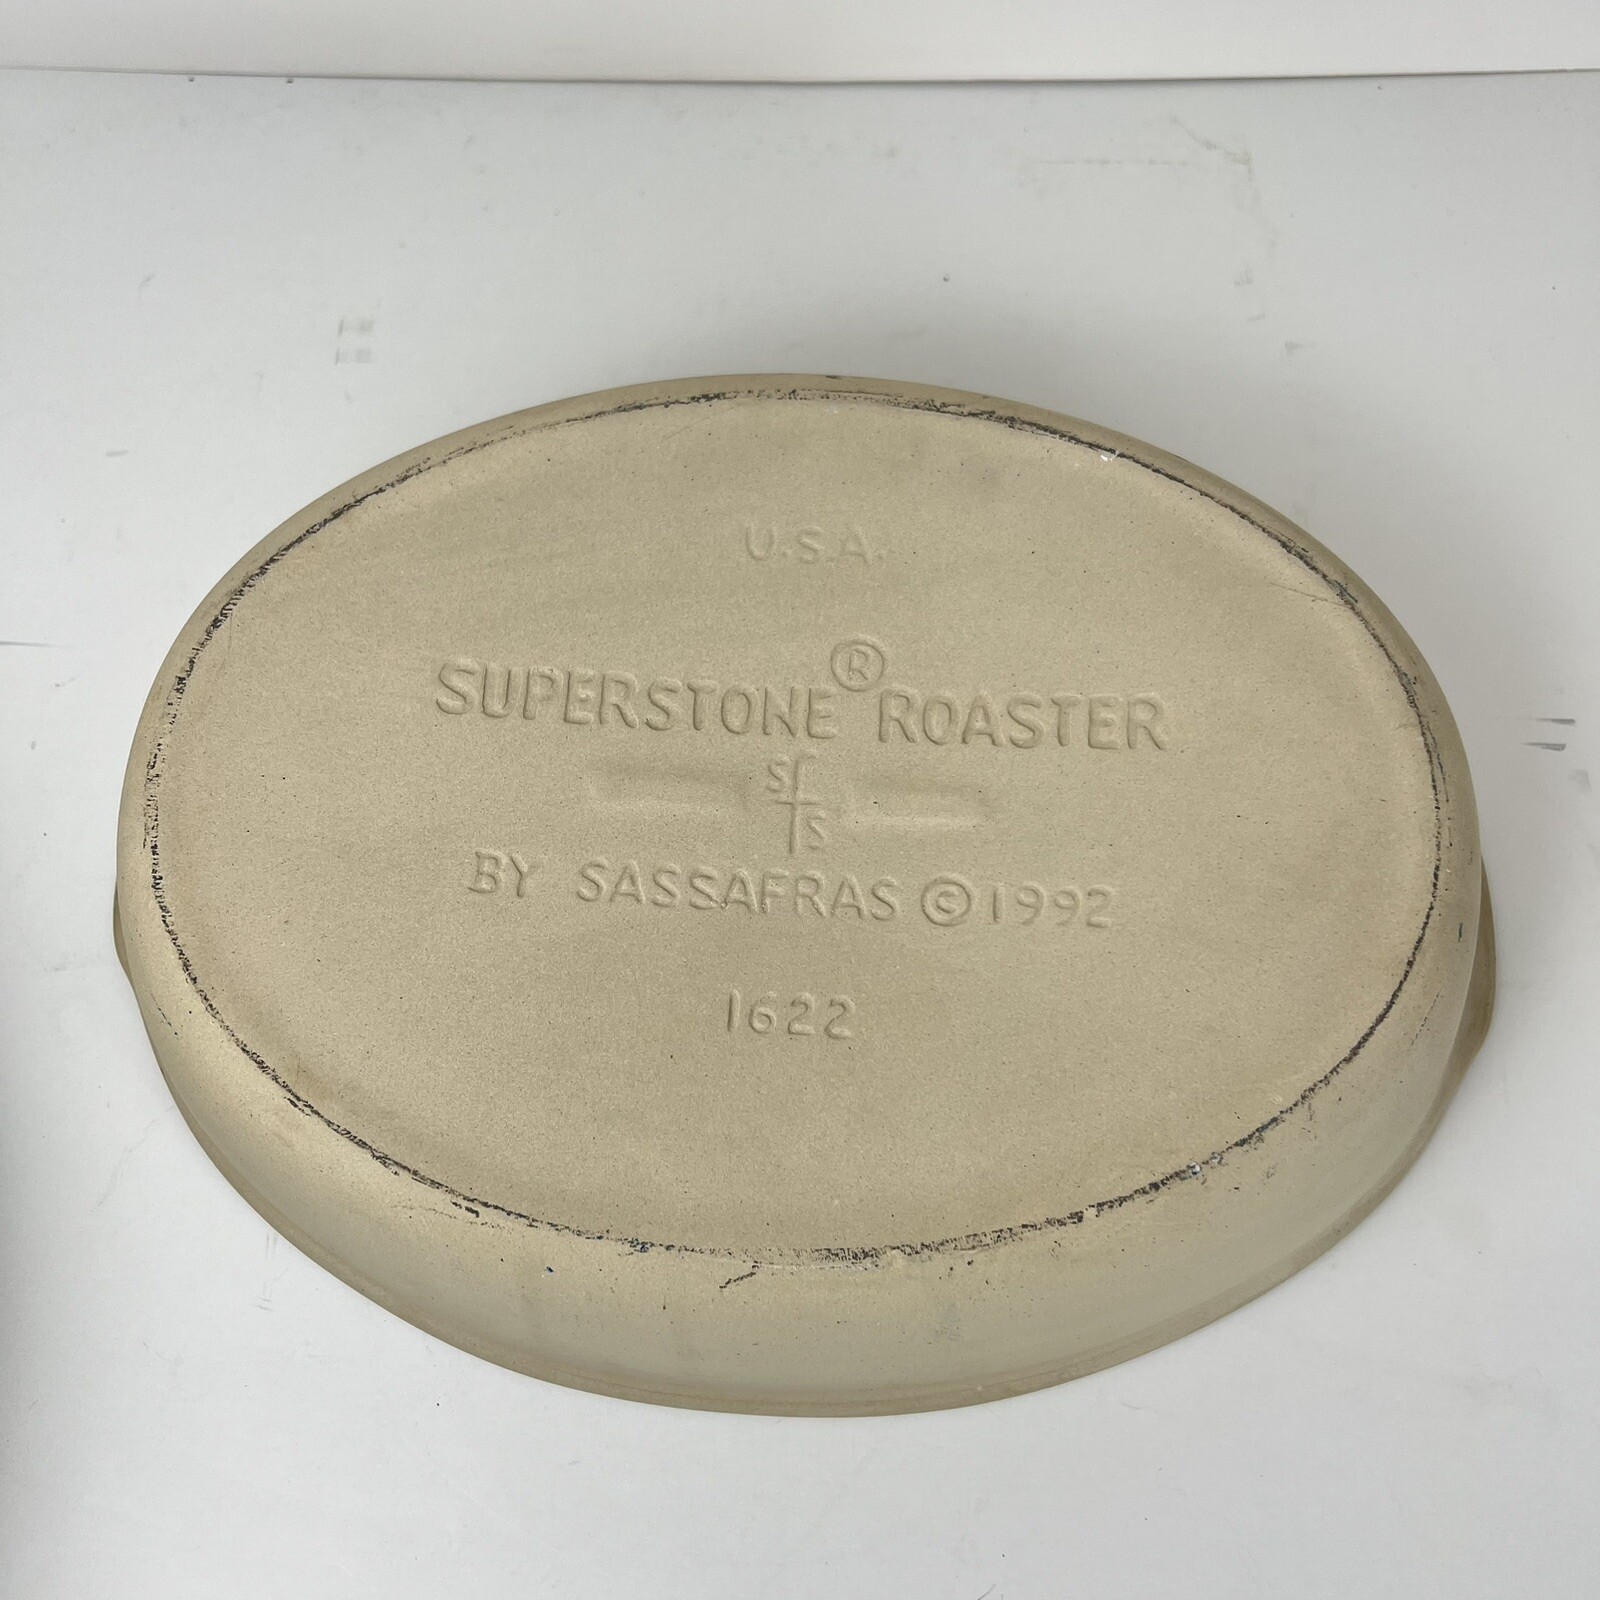 U.S.A.
SUPERSTONE® ROASTER
S
S
BY SASSAFRAS © 1992
1622